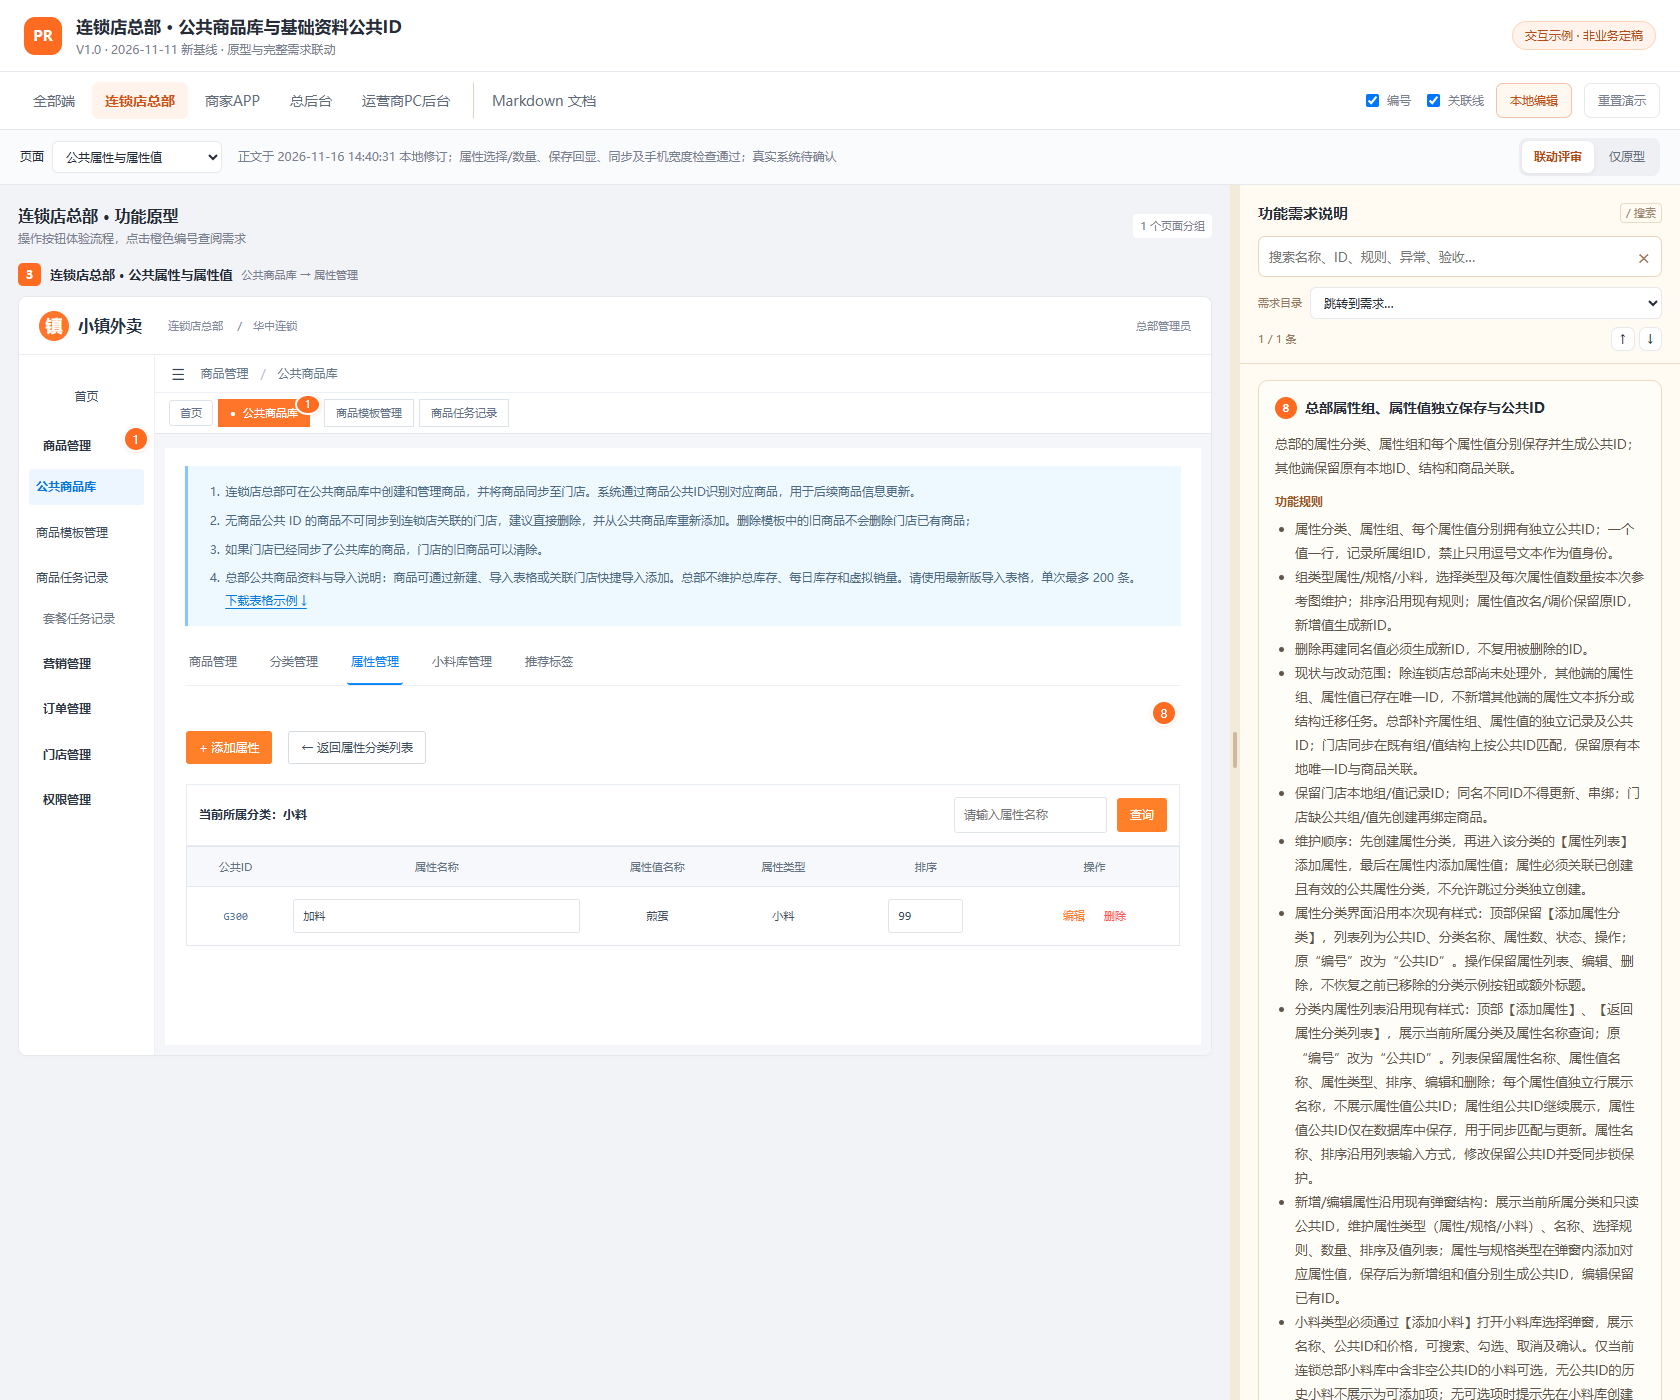 PR
连锁店总部 • 公共商品库与基础资料公共ID
V1.0 · 2026-11-11 新基线 · 原型与完整需求联动
交互示例 · 非业务定稿
全部端 连锁店总部 商家APP 总后台 运营商PC后台 Markdown 文档
编号 关联线 本地编辑 重置演示
页面 公共属性与属性值 正文于 2026-11-16 14:40:31 本地修订；属性选择/数量、保存回显、同步及手机宽度检查通过；真实系统待确认
联动评审 仅原型
连锁店总部 • 功能原型
操作按钮体验流程，点击橙色编号查阅需求
1 个页面分组
3 连锁店总部 • 公共属性与属性值 公共商品库 → 属性管理
镇 小镇外卖 连锁店总部 / 华中连锁 总部管理员
首页
商品管理 1
公共商品库
商品模板管理
商品任务记录
套餐任务记录
营销管理
订单管理
门店管理
权限管理
☰ 商品管理 / 公共商品库
首页 • 公共商品库 1 商品模板管理 商品任务记录
1. 连锁店总部可在公共商品库中创建和管理商品，并将商品同步至门店。系统通过商品公共ID识别对应商品，用于后续商品信息更新。
2. 无商品公共 ID 的商品不可同步到连锁店关联的门店，建议直接删除，并从公共商品库重新添加。删除模板中的旧商品不会删除门店已有商品；
3. 如果门店已经同步了公共库的商品，门店的旧商品可以清除。
4. 总部公共商品资料与导入说明：商品可通过新建、导入表格或关联门店快捷导入添加。总部不维护总库存、每日库存和虚拟销量。请使用最新版导入表格，单次最多 200 条。
下载表格示例↓
商品管理 分类管理 属性管理 小料库管理 推荐标签
8
+ 添加属性 ← 返回属性分类列表
当前所属分类：小料 请输入属性名称 查询
公共ID 属性名称 属性值名称 属性类型 排序 操作
G300 加料 煎蛋 小料 99 编辑 删除
功能需求说明 / 搜索
搜索名称、ID、规则、异常、验收... ×
需求目录 跳转到需求...
1 / 1 条 ↑ ↓
8 总部属性组、属性值独立保存与公共ID
总部的属性分类、属性组和每个属性值分别保存并生成公共ID；
其他端保留原有本地ID、结构和商品关联。
功能规则
• 属性分类、属性组、每个属性值分别拥有独立公共ID；一个
值一行，记录所属组ID，禁止只用逗号文本作为值身份。
• 组类型属性/规格/小料，选择类型及每次属性值数量按本次参
考图维护；排序沿用现有规则；属性值改名/调价保留原ID，
新增值生成新ID。
• 删除再建同名值必须生成新ID，不复用被删除的ID。
• 现状与改动范围：除连锁店总部尚未处理外，其他端的属性
组、属性值已存在唯一ID，不新增其他端的属性文本拆分或
结构迁移任务。总部补齐属性组、属性值的独立记录及公共
ID；门店同步在既有组/值结构上按公共ID匹配，保留原有本
地唯一ID与商品关联。
• 保留门店本地组/值记录ID；同名不同ID不得更新、串绑；门
店缺公共组/值先创建再绑定商品。
• 维护顺序：先创建属性分类，再进入该分类的【属性列表】
添加属性，最后在属性内添加属性值；属性必须关联已创建
且有效的公共属性分类，不允许跳过分类独立创建。
• 属性分类界面沿用本次现有样式：顶部保留【添加属性分
类】，列表列为公共ID、分类名称、属性数、状态、操作；
原“编号”改为“公共ID”。操作保留属性列表、编辑、删
除，不恢复之前已移除的分类示例按钮或额外标题。
• 分类内属性列表沿用现有样式：顶部【添加属性】、【返回
属性分类列表】，展示当前所属分类及属性名称查询；原
“编号”改为“公共ID”。列表保留属性名称、属性值名
称、属性类型、排序、编辑和删除；每个属性值独立行展示
名称，不展示属性值公共ID；属性组公共ID继续展示，属性
值公共ID仅在数据库中保存，用于同步匹配与更新。属性名
称、排序沿用列表输入方式，修改保留公共ID并受同步锁保
护。
• 新增/编辑属性沿用现有弹窗结构：展示当前所属分类和只读
公共ID，维护属性类型（属性/规格/小料）、名称、选择规
则、数量、排序及值列表；属性与规格类型在弹窗内添加对
应属性值，保存后为新增组和值分别生成公共ID，编辑保留
已有ID。
• 小料类型必须通过【添加小料】打开小料库选择弹窗，展示
名称、公共ID和价格，可搜索、勾选、取消及确认。仅当前
连锁总部小料库中含非空公共ID的小料可选，无公共ID的历
史小料不展示为可添加项；无可选项时提示先在小料库创建